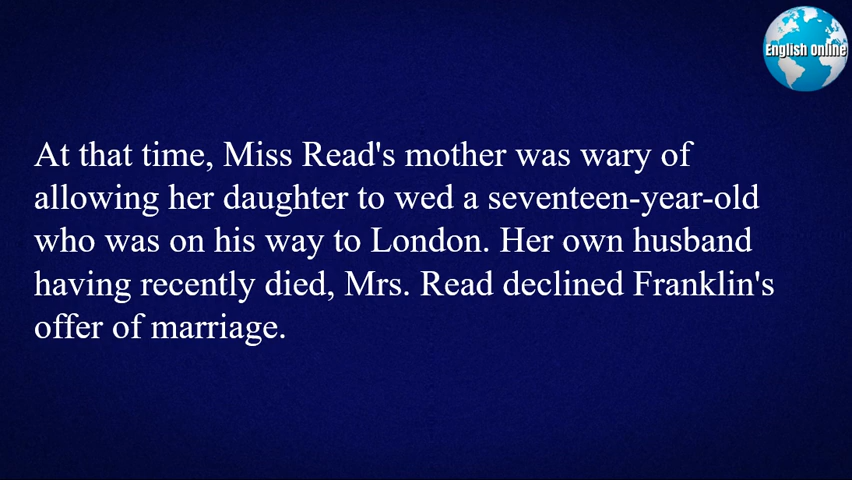 English Online
At that time, Miss Read's mother was wary of
allowing her daughter to wed a seventeen-year-old
who was on his way to London. Her own husband
having recently died, Mrs. Read declined Franklin's
offer of marriage.